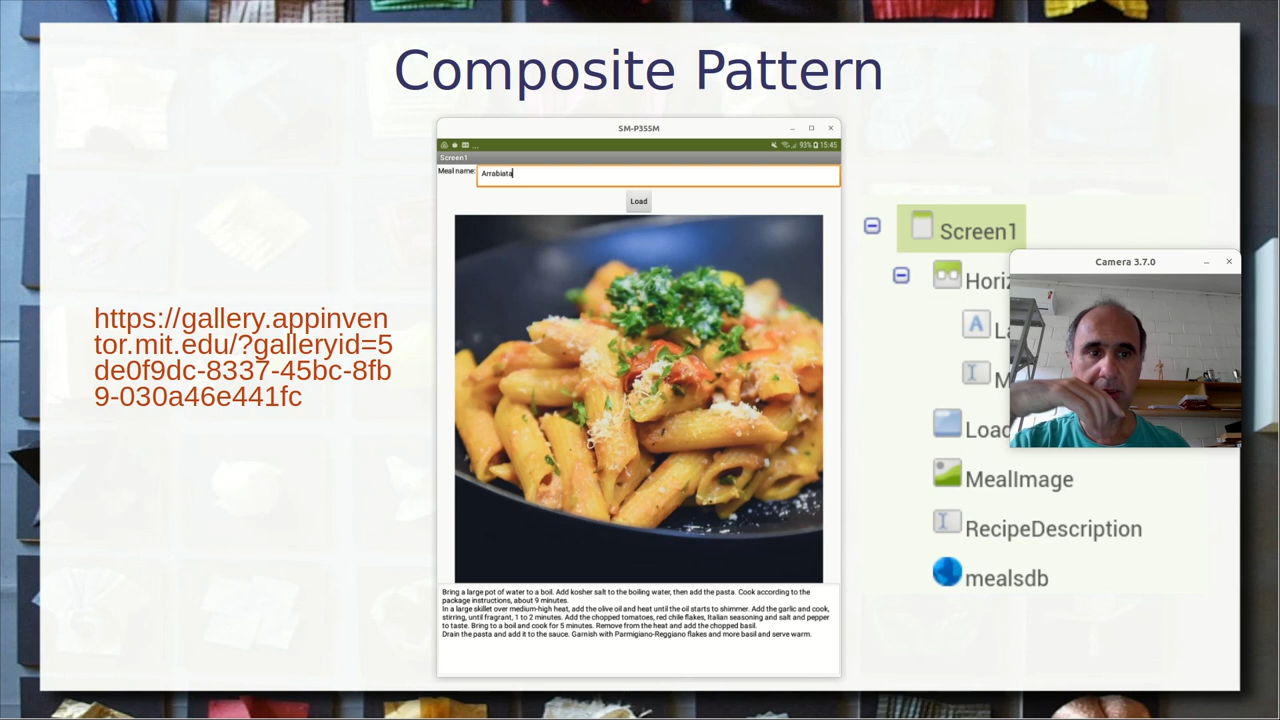 Composite Pattern
SM-P355M
... 93% 15:45
Screen1
Meal name: Arrabiata
Load
https://gallery.appinven
tor.mit.edu/?galleryid=5
de0f9dc-8337-45bc-8fb
9-030a46e441fc
Bring a large pot of water to a boil. Add kosher salt to the boiling water, then add the pasta. Cook according to the
package instructions, about 9 minutes.
In a large skillet over medium-high heat, add the olive oil and heat until the oil starts to shimmer. Add the garlic and cook,
stirring, until fragrant, 1 to 2 minutes. Add the chopped tomatoes, red chile flakes, Italian seasoning and salt and pepper
to taste. Bring to a boil and cook for 5 minutes. Remove from the heat and add the chopped basil.
Drain the pasta and add it to the sauce. Garnish with Parmigiano-Reggiano flakes and more basil and serve warm.
Screen1
Horiz
A La
M
Load
MealImage
RecipeDescription
mealsdb
Camera 3.7.0